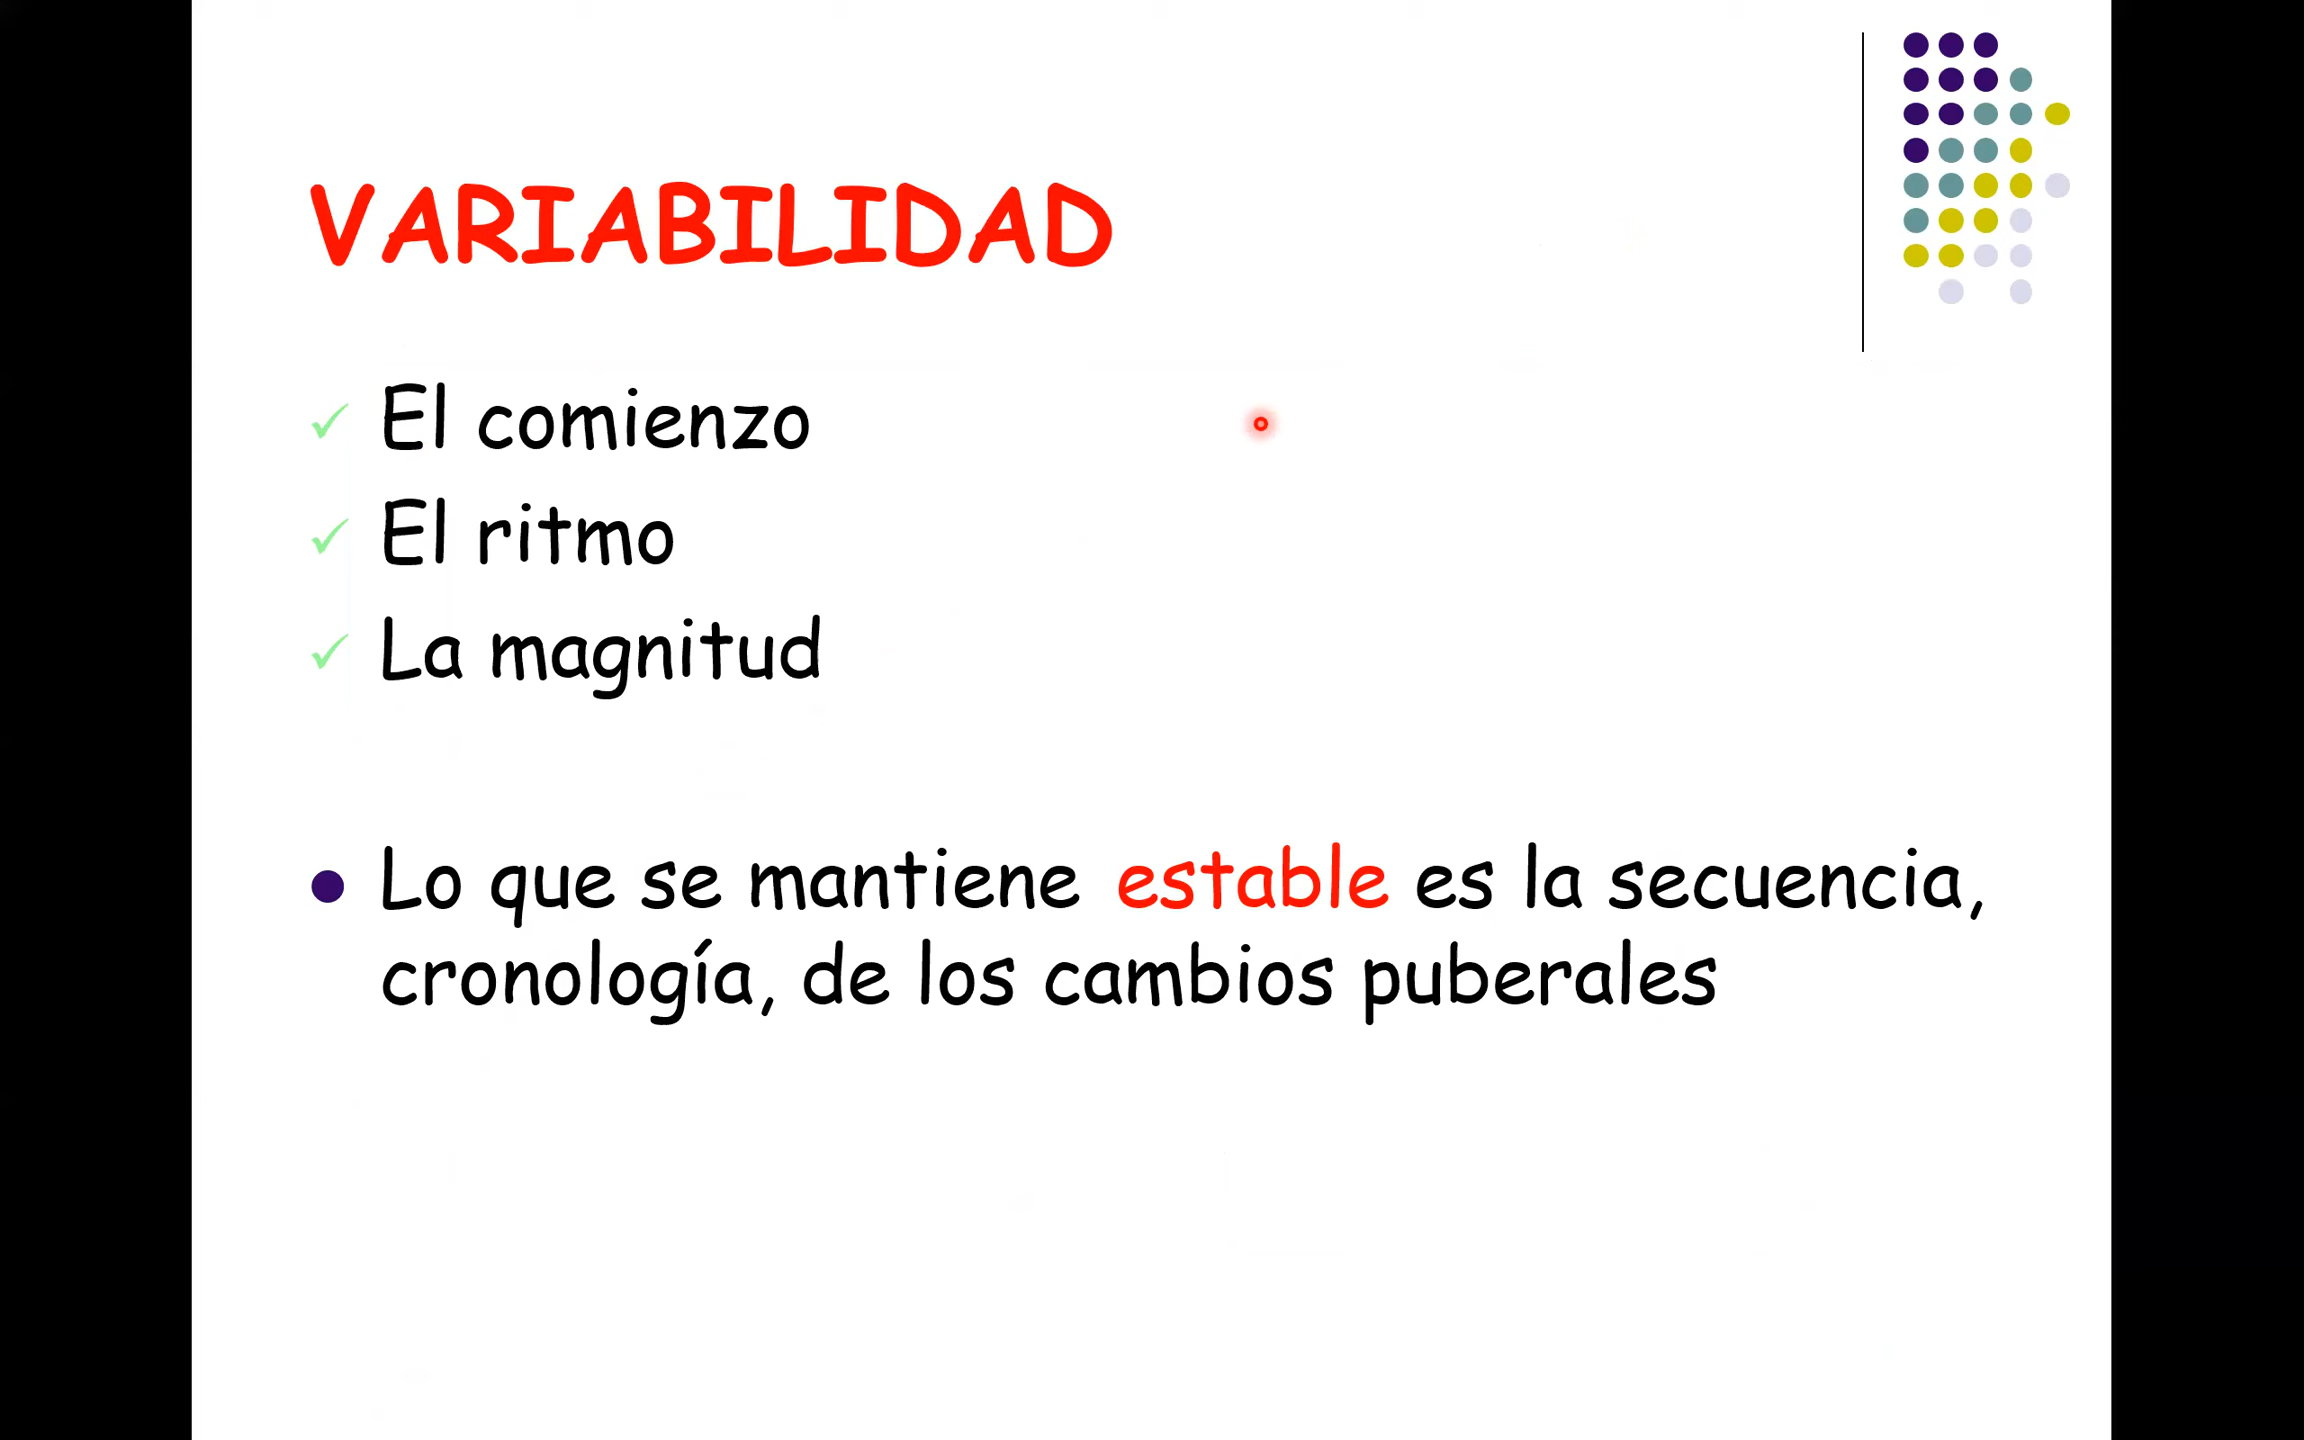 VARIABILIDAD
El comienzo
El ritmo
La magnitud
Lo que se mantiene estable es la secuencia,
cronología, de los cambios puberales